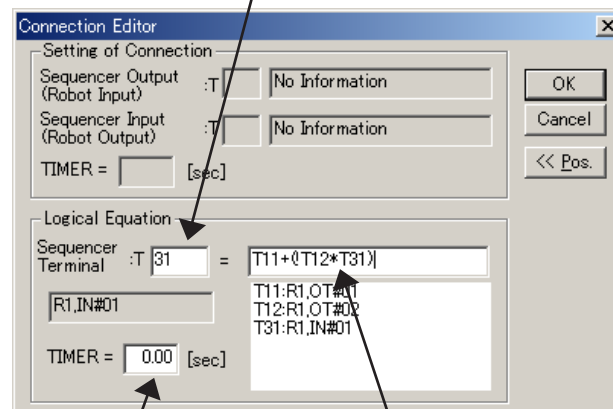 Connection Editor
Setting of Connection
Sequencer Output
(Robot Input) :T No Information
Sequencer Input
(Robot Output) :T No Information
TIMER = [sec]
OK
Cancel
<< Pos.
Logical Equation
Sequencer
Terminal :T 31 = T11+(!T12*T31)
R1,IN#01
T11:R1,OT#01
T12:R1,OT#02
T31:R1,IN#01
TIMER = 0.00 [sec]